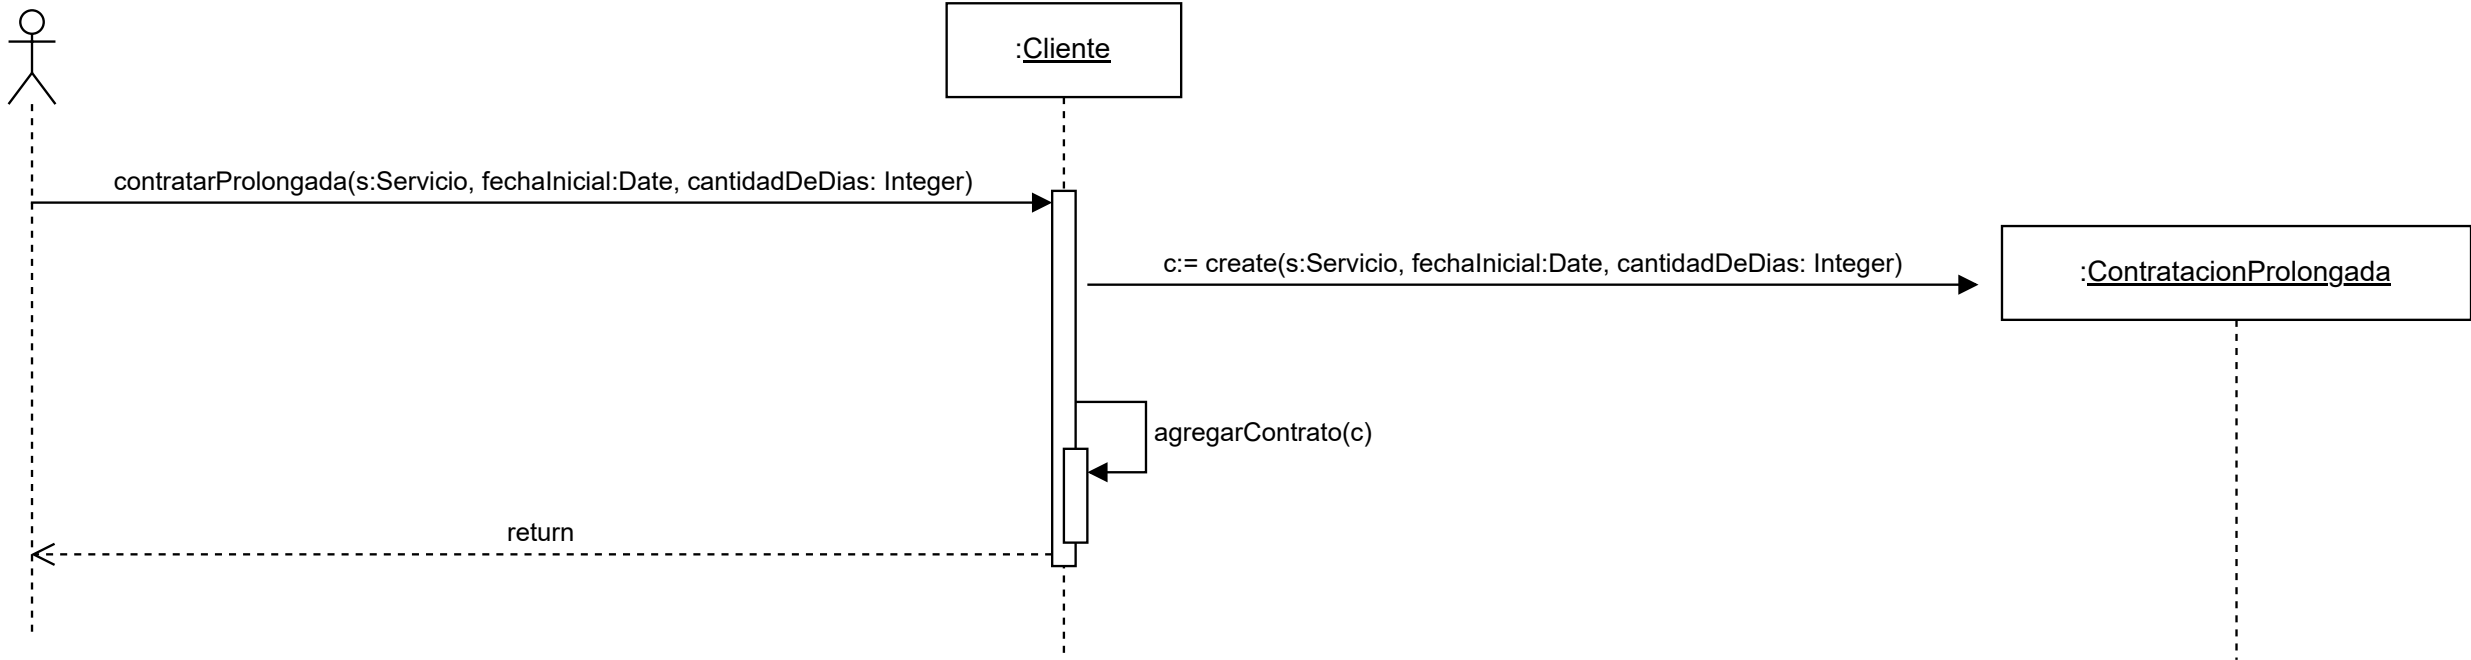 :Cliente
contratarProlongada(s:Servicio, fechaInicial:Date, cantidadDeDias: Integer)
c:= create(s:Servicio, fechaInicial:Date, cantidadDeDias: Integer)
:ContratacionProlongada
agregarContrato(c)
return